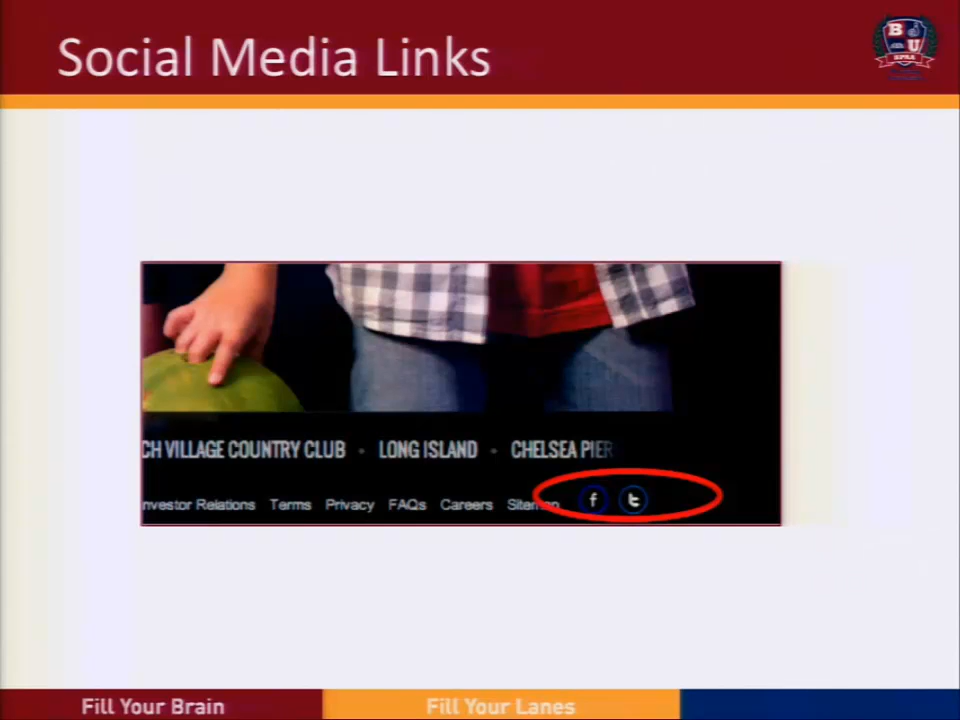 Social Media Links
B U
CH VILLAGE COUNTRY CLUB • LONG ISLAND • CHELSEA PIER
nvestor Relations Terms Privacy FAQs Careers
f t
Fill Your Brain Fill Your Lanes